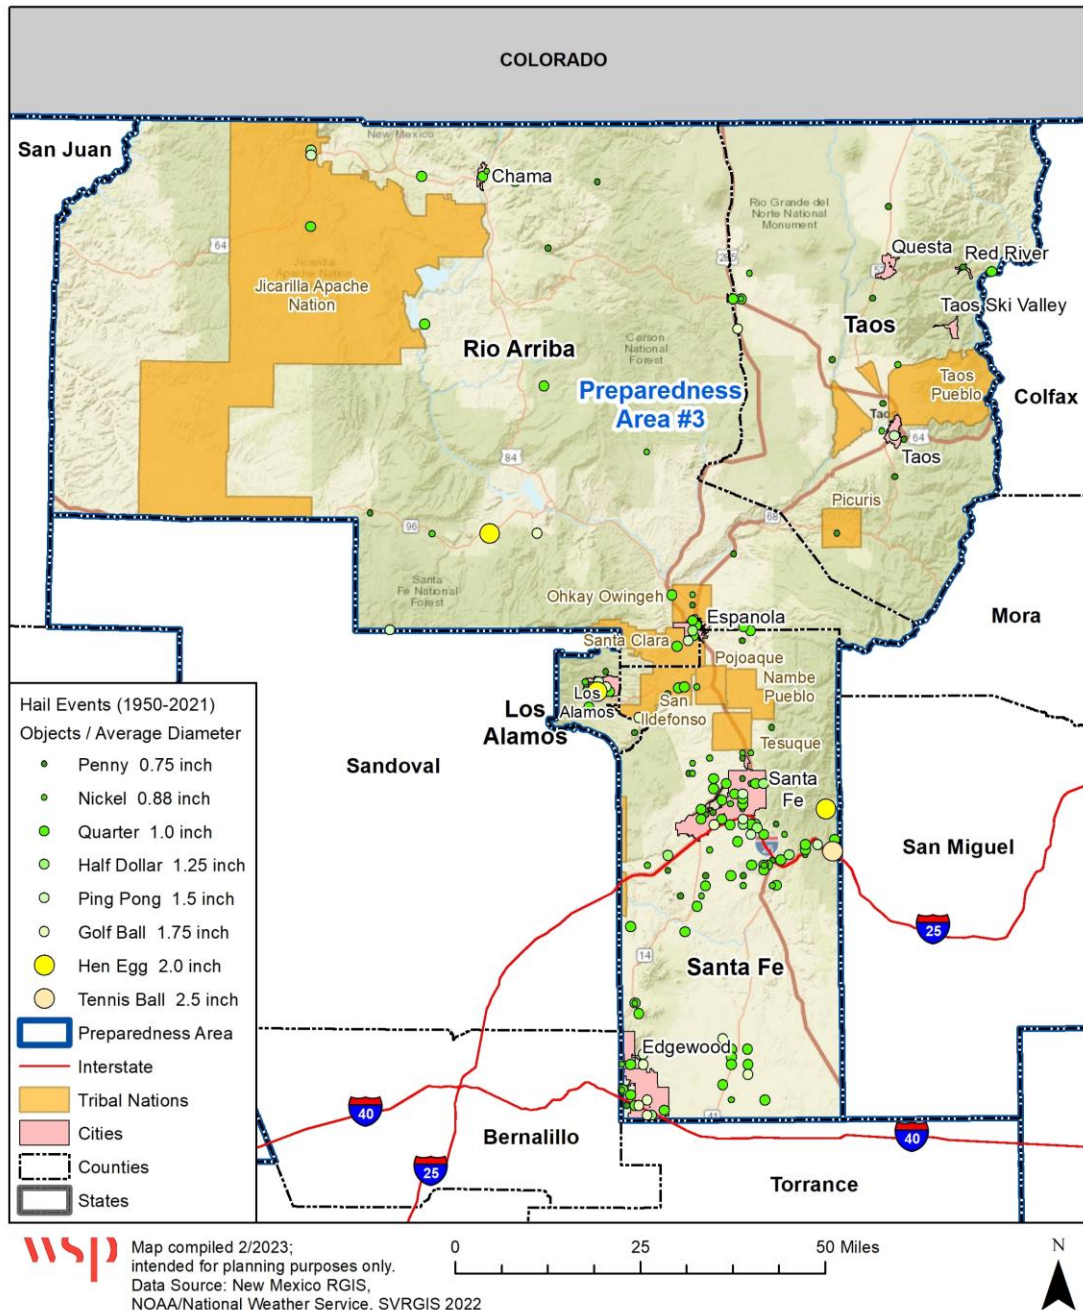 COLORADO
San Juan
New Mexico
Chama
Rio Grande del
Norte National
Monument
64
285
Questa
Red River
522
Jicarilla
Apache Nation
Jicarilla Apache
Nation
Taos Ski Valley
Taos
Rio Arriba
Carson
National
Forest
Taos
Pueblo
Preparedness
Area #3
Colfax
Taos
64
84
Picuris
68
96
Santa
Fe National
Forest
Ohkay Owingeh
Mora
Espanola
Santa Clara
Pojoaque
Nambe
Pueblo
Los
Alamos
Los
Alamos
San
Ildefonso
Tesuque
Sandoval
Santa
Fe
San Miguel
25
14
Santa Fe
Edgewood
41
40
Bernalillo
40
25
Torrance
Hail Events (1950-2021)
Objects / Average Diameter
Penny 0.75 inch
Nickel 0.88 inch
Quarter 1.0 inch
Half Dollar 1.25 inch
Ping Pong 1.5 inch
Golf Ball 1.75 inch
Hen Egg 2.0 inch
Tennis Ball 2.5 inch
Preparedness Area
Interstate
Tribal Nations
Cities
Counties
States
wsp
Map compiled 2/2023;
intended for planning purposes only.
Data Source: New Mexico RGIS,
NOAA/National Weather Service, SVRGIS 2022
0 25 50 Miles
N